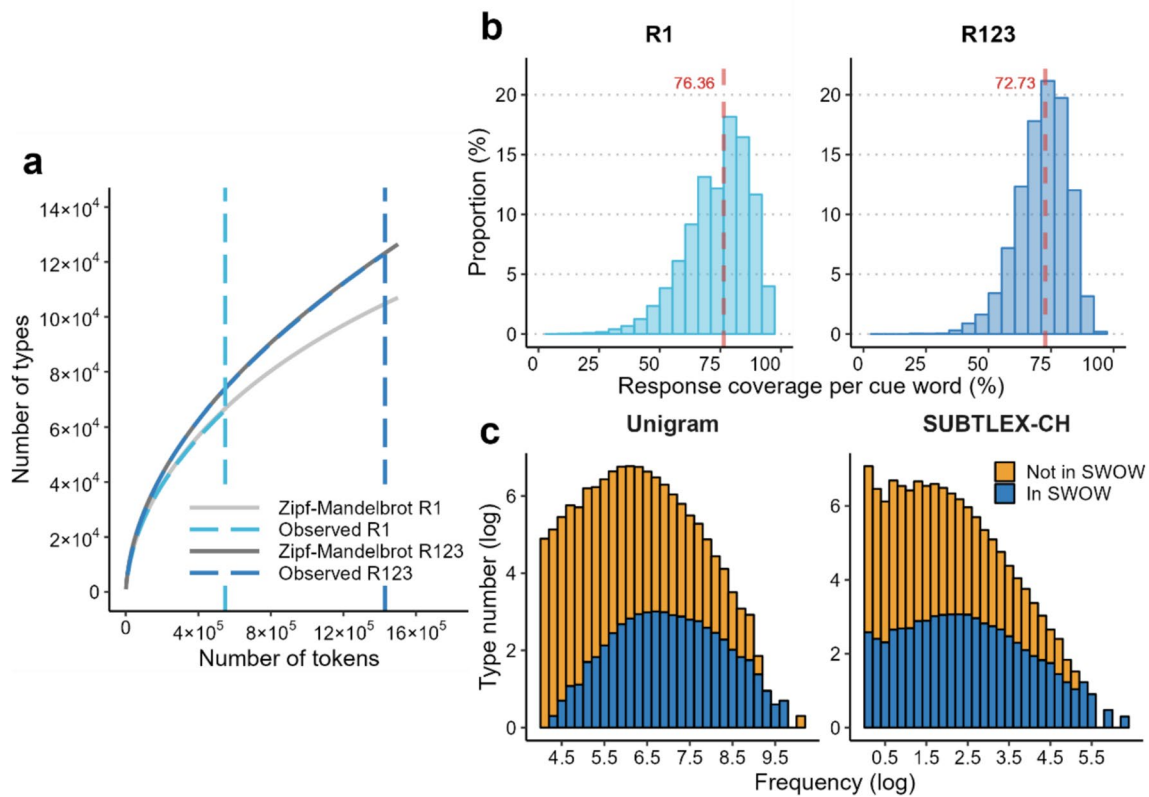 a
14×10⁴
12×10⁴
10×10⁴
8×10⁴
6×10⁴
4×10⁴
2×10⁴
0
Number of types
Zipf-Mandelbrot R1
Observed R1
Zipf-Mandelbrot R123
Observed R123
0 4×10⁵ 8×10⁵ 12×10⁵ 16×10⁵
Number of tokens
b
R1 R123
76.36 72.73
20 20
15 15
10 10
5 5
0 0
Proportion (%)
0 25 50 75 100 0 25 50 75 100
Response coverage per cue word (%)
c
Unigram SUBTLEX-CH
Not in SWOW
In SWOW
6 6
4 4
2 2
0 0
Type number (log)
4.5 5.5 6.5 7.5 8.5 9.5 0.5 1.5 2.5 3.5 4.5 5.5
Frequency (log)